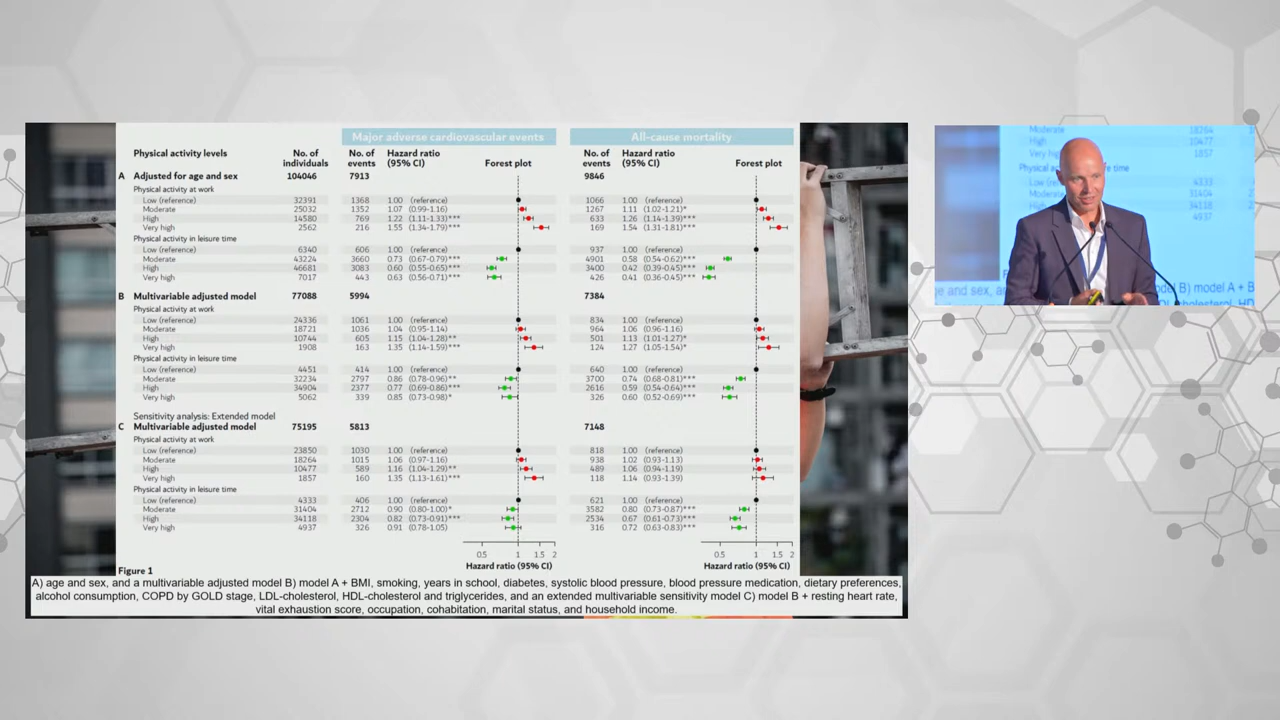 Major adverse cardiovascular events All-cause mortality
Physical activity levels No. of individuals No. of events Hazard ratio (95% CI) Forest plot No. of events Hazard ratio (95% CI) Forest plot
A Adjusted for age and sex 104046 7913 9846
Physical activity at work
Low (reference) 32391 1368 1.00 (reference) 1066 1.00 (reference)
Moderate 25032 1352 1.07 (0.99-1.16) 1267 1.11 (1.02-1.21)*
High 14580 769 1.22 (1.11-1.33)*** 633 1.26 (1.14-1.39)***
Very high 2562 216 1.55 (1.34-1.79)*** 169 1.54 (1.31-1.81)***
Physical activity in leisure time
Low (reference) 6340 606 1.00 (reference) 937 1.00 (reference)
Moderate 43224 3660 0.73 (0.67-0.79)*** 4901 0.58 (0.54-0.62)***
High 46681 3083 0.60 (0.55-0.65)*** 3400 0.42 (0.39-0.45)***
Very high 7017 443 0.63 (0.56-0.71)*** 426 0.41 (0.36-0.45)***
B Multivariable adjusted model 77088 5994 7384
Physical activity at work
Low (reference) 24336 1061 1.00 (reference) 834 1.00 (reference)
Moderate 18721 1036 1.04 (0.95-1.14) 964 1.06 (0.96-1.16)
High 10744 605 1.15 (1.04-1.28)** 501 1.13 (1.01-1.27)*
Very high 1908 163 1.35 (1.14-1.59)*** 124 1.27 (1.05-1.54)*
Physical activity in leisure time
Low (reference) 4451 414 1.00 (reference) 640 1.00 (reference)
Moderate 32234 2797 0.86 (0.78-0.96)** 3700 0.74 (0.68-0.81)***
High 34904 2377 0.77 (0.69-0.86)*** 2616 0.59 (0.54-0.64)***
Very high 5062 339 0.85 (0.73-0.98)* 326 0.60 (0.52-0.69)***
Sensitivity analysis: Extended model
C Multivariable adjusted model 75195 5813 7148
Physical activity at work
Low (reference) 23850 1030 1.00 (reference) 818 1.00 (reference)
Moderate 18264 1015 1.06 (0.97-1.16) 938 1.02 (0.93-1.13)
High 10477 589 1.16 (1.04-1.29)** 489 1.06 (0.94-1.19)
Very high 1857 160 1.35 (1.13-1.61)*** 118 1.14 (0.93-1.39)
Physical activity in leisure time
Low (reference) 4333 406 1.00 (reference) 621 1.00 (reference)
Moderate 31404 2712 0.90 (0.80-1.00)* 3582 0.80 (0.73-0.87)***
High 34118 2304 0.82 (0.73-0.91)*** 2534 0.67 (0.61-0.73)***
Very high 4937 326 0.91 (0.78-1.05) 316 0.72 (0.63-0.83)***
0.5 1 1.5 2 0.5 1 1.5 2
Hazard ratio (95% CI) Hazard ratio (95% CI)
Figure 1
A) age and sex, and a multivariable adjusted model B) model A + BMI, smoking, years in school, diabetes, systolic blood pressure, blood pressure medication, dietary preferences,
alcohol consumption, COPD by GOLD stage, LDL-cholesterol, HDL-cholesterol and triglycerides, and an extended multivariable sensitivity model C) model B + resting heart rate,
vital exhaustion score, occupation, cohabitation, marital status, and household income.
Moderate 18264
High 10477
Very hig 1857
Physical a e time
4333
31404
34118
4937
ge and sex, a del B) model A + B
cholesterol, HD